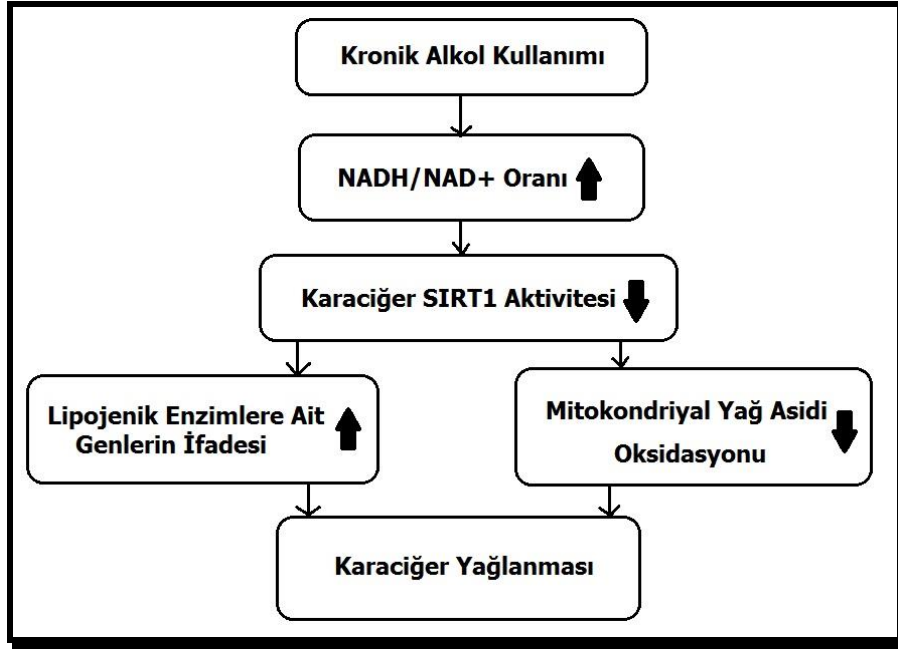 Kronik Alkol Kullanımı
NADH/NAD+ Oranı
Karaciğer SIRT1 Aktivitesi
Lipojenik Enzimlere Ait
Genlerin İfadesi
Mitokondriyal Yağ Asidi
Oksidasyonu
Karaciğer Yağlanması